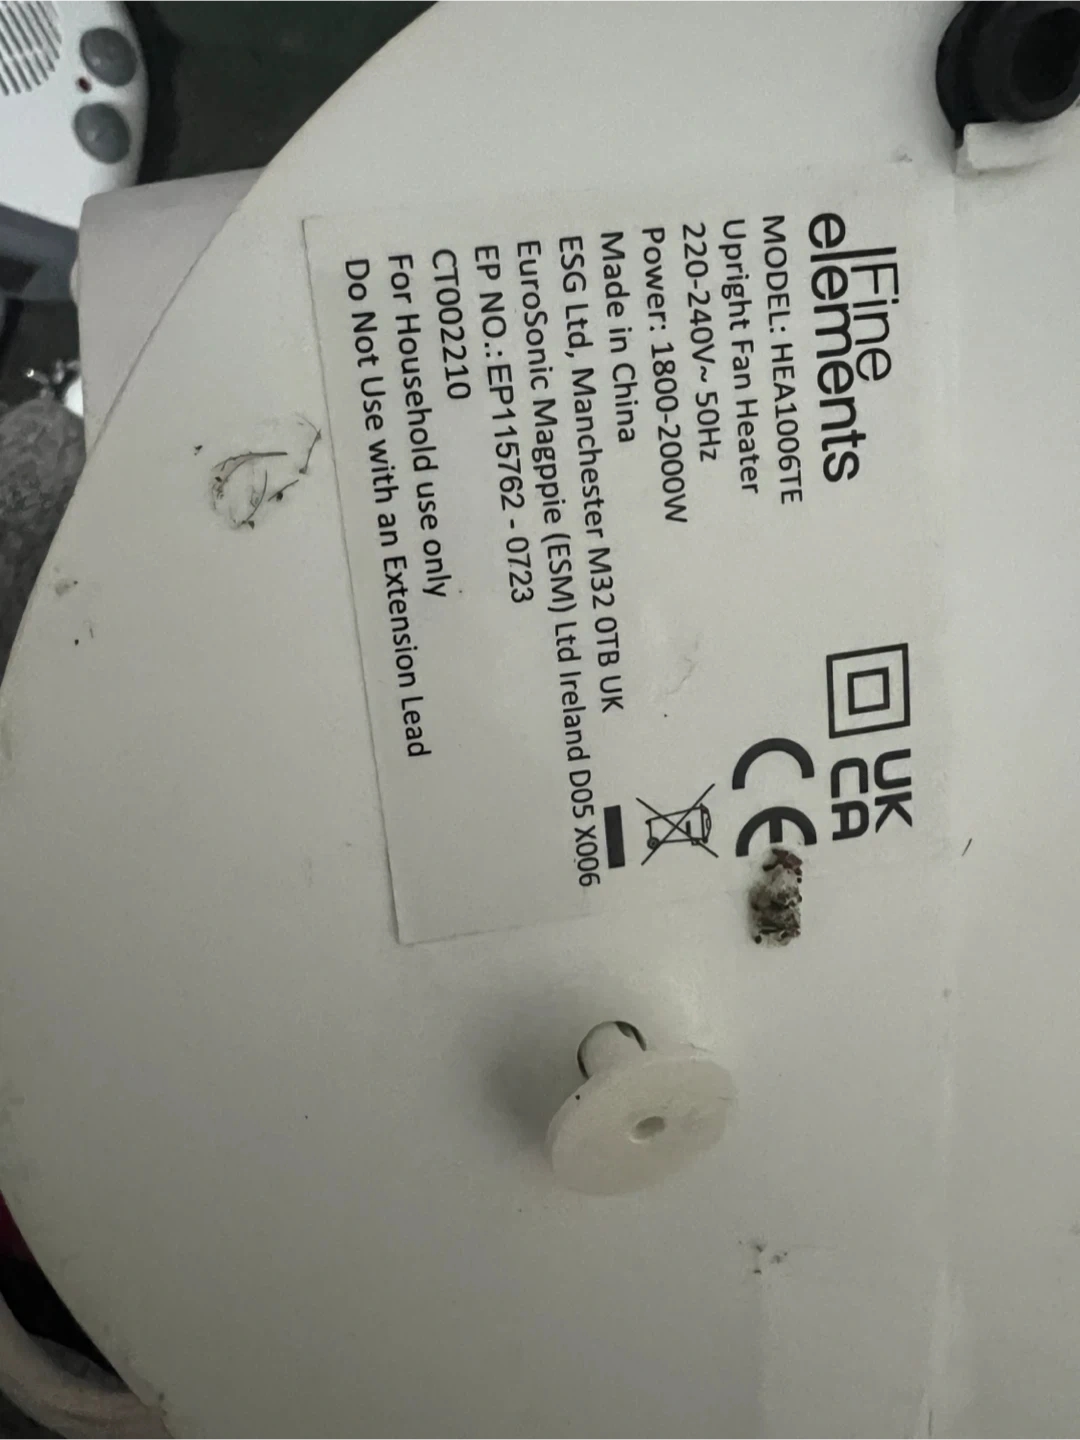 Fine
elements
MODEL: HEA1006TE
Upright Fan Heater
220-240V~ 50Hz
Power: 1800-2000W
Made in China
ESG Ltd, Manchester M32 0TB UK
EuroSonic Magppie (ESM) Ltd Ireland D05 X006
EP NO.: EP115762 - 0723
CT002210
For Household use only
Do Not Use with an Extension Lead
UK
CA
CE